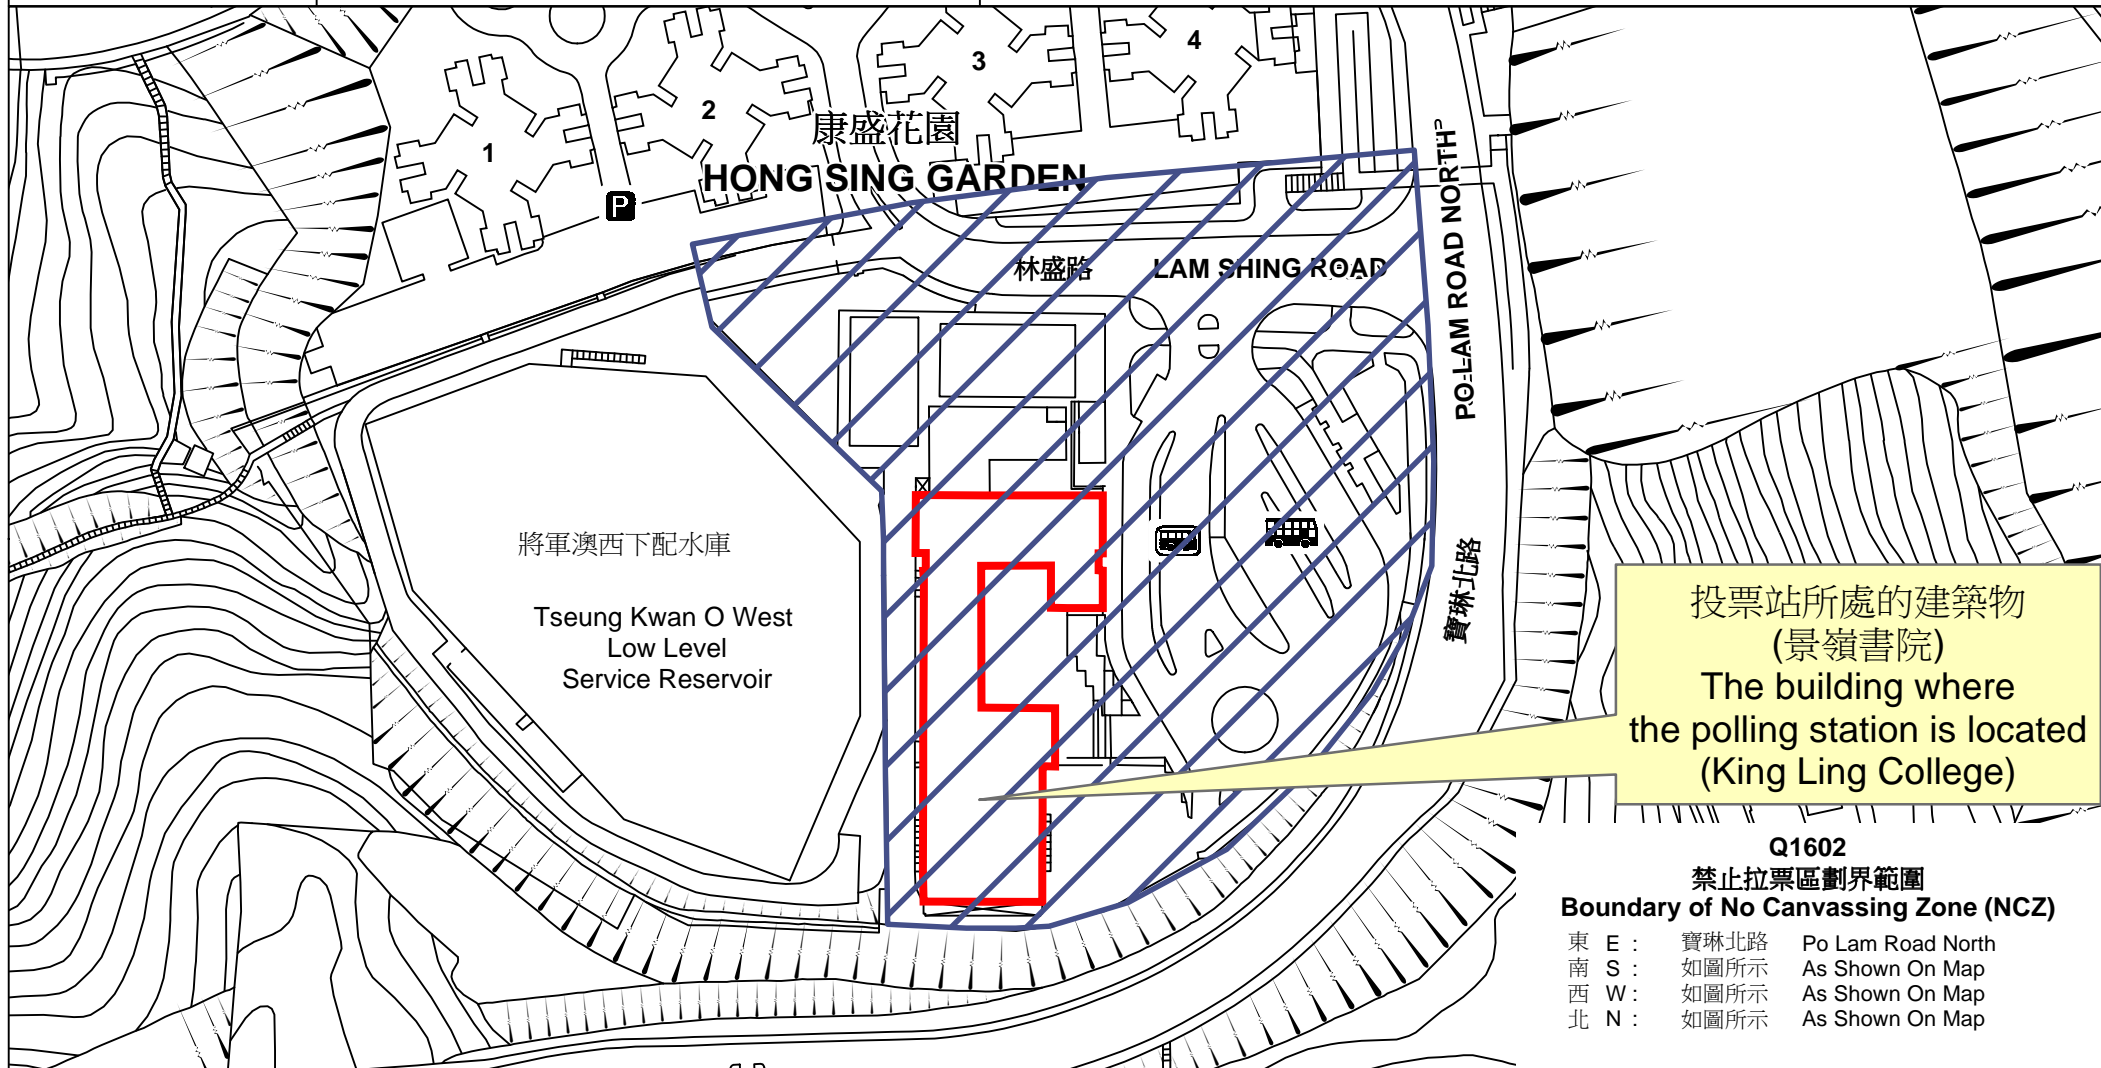 4
3
2
1
康盛花園
HONG SING GARDEN
P
林盛路 LAM SHING ROAD
PO LAM ROAD NORTH
寶琳北路
將軍澳西下配水庫
Tseung Kwan O West
Low Level
Service Reservoir
投票站所處的建築物
(景嶺書院)
The building where
the polling station is located
(King Ling College)
Q1602
禁止拉票區劃界範圍
Boundary of No Canvassing Zone (NCZ)
東 E : 寶琳北路 Po Lam Road North
南 S : 如圖所示 As Shown On Map
西 W : 如圖所示 As Shown On Map
北 N : 如圖所示 As Shown On Map